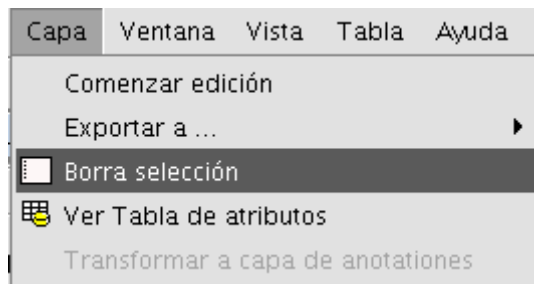 Capa Ventana Vista Tabla Ayuda
Comenzar edición
Exportar a ...
Borra selección
Ver Tabla de atributos
Transformar a capa de anotationes